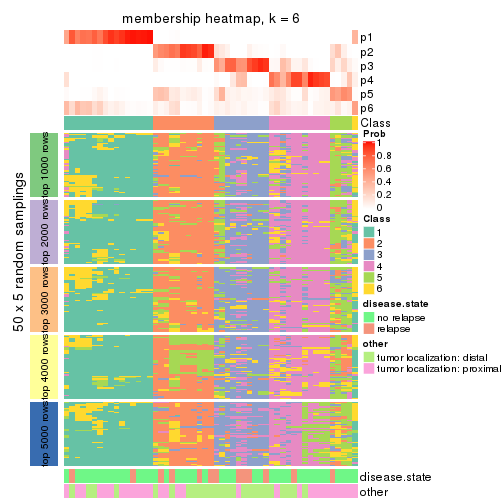 membership heatmap, k = 6
p1
p2
p3
p4
p5
p6
Class
50 x 5 random samplings
top 1000 rows
top 2000 rows
top 3000 rows
top 4000 rows
top 5000 rows
Prob
1
0.8
0.6
0.4
0.2
0
Class
1
2
3
4
5
6
disease.state
no relapse
relapse
other
tumor localization: distal
tumor localization: proximal
disease.state
other